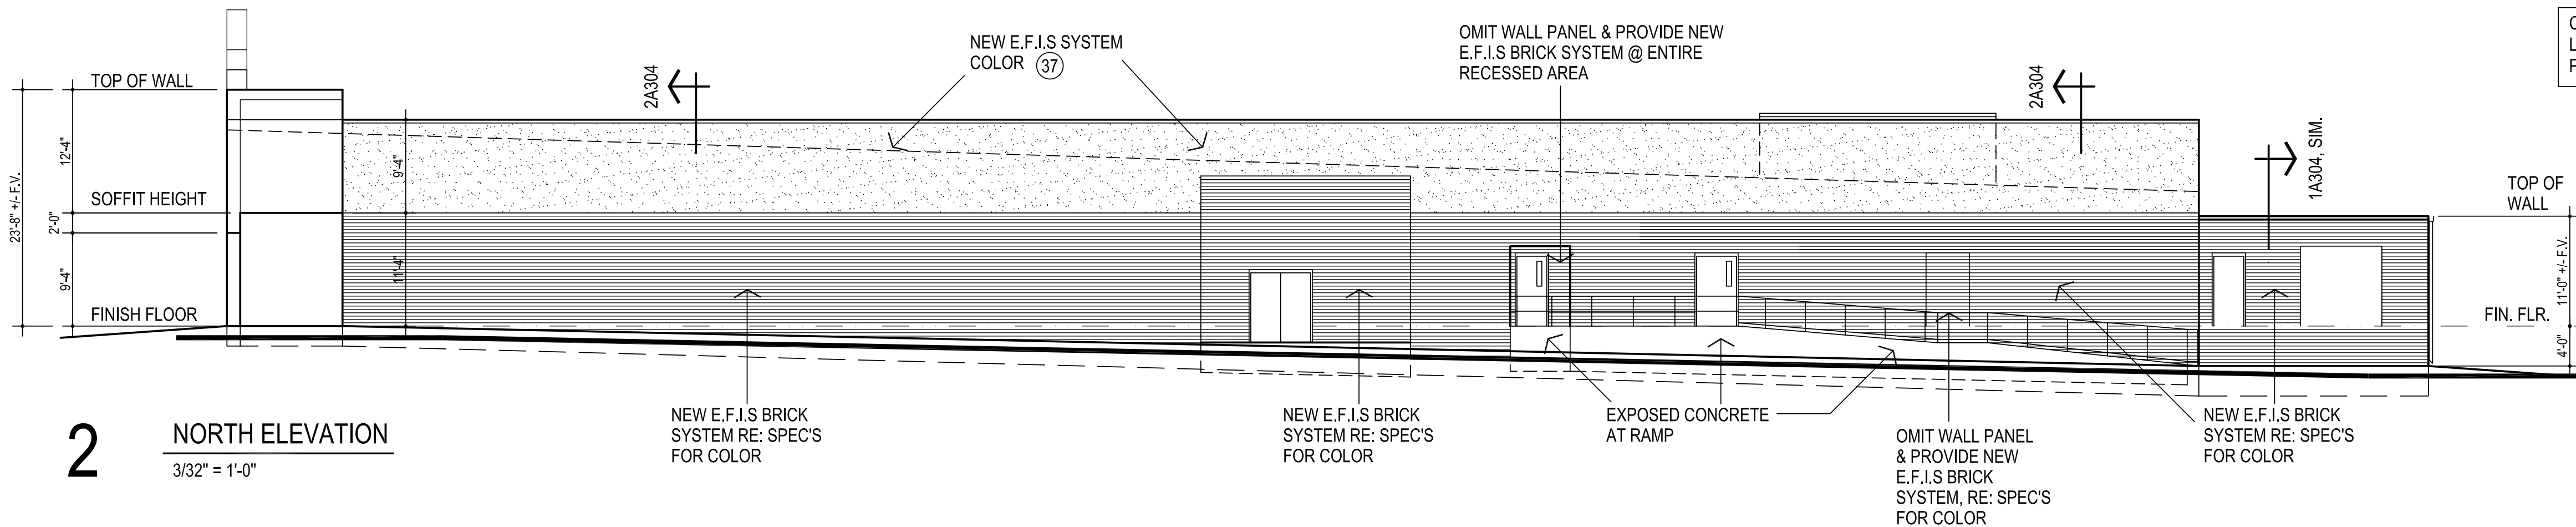 NEW E.F.I.S SYSTEM
COLOR 37
OMIT WALL PANEL & PROVIDE NEW
E.F.I.S BRICK SYSTEM @ ENTIRE
RECESSED AREA
TOP OF WALL
2A304
2A304
1A304, SIM.
23'-8" +/- F.V.
12'-4"
9'-4"
SOFFIT HEIGHT
2'-0"
11'-4"
9'-4"
FINISH FLOOR
TOP OF
WALL
11'-0" +/- F.V.
FIN. FLR.
4'-0"
NEW E.F.I.S BRICK
SYSTEM RE: SPEC'S
FOR COLOR
NEW E.F.I.S BRICK
SYSTEM RE: SPEC'S
FOR COLOR
EXPOSED CONCRETE
AT RAMP
OMIT WALL PANEL
& PROVIDE NEW
E.F.I.S BRICK
SYSTEM, RE: SPEC'S
FOR COLOR
NEW E.F.I.S BRICK
SYSTEM RE: SPEC'S
FOR COLOR
2
NORTH ELEVATION
3/32" = 1'-0"